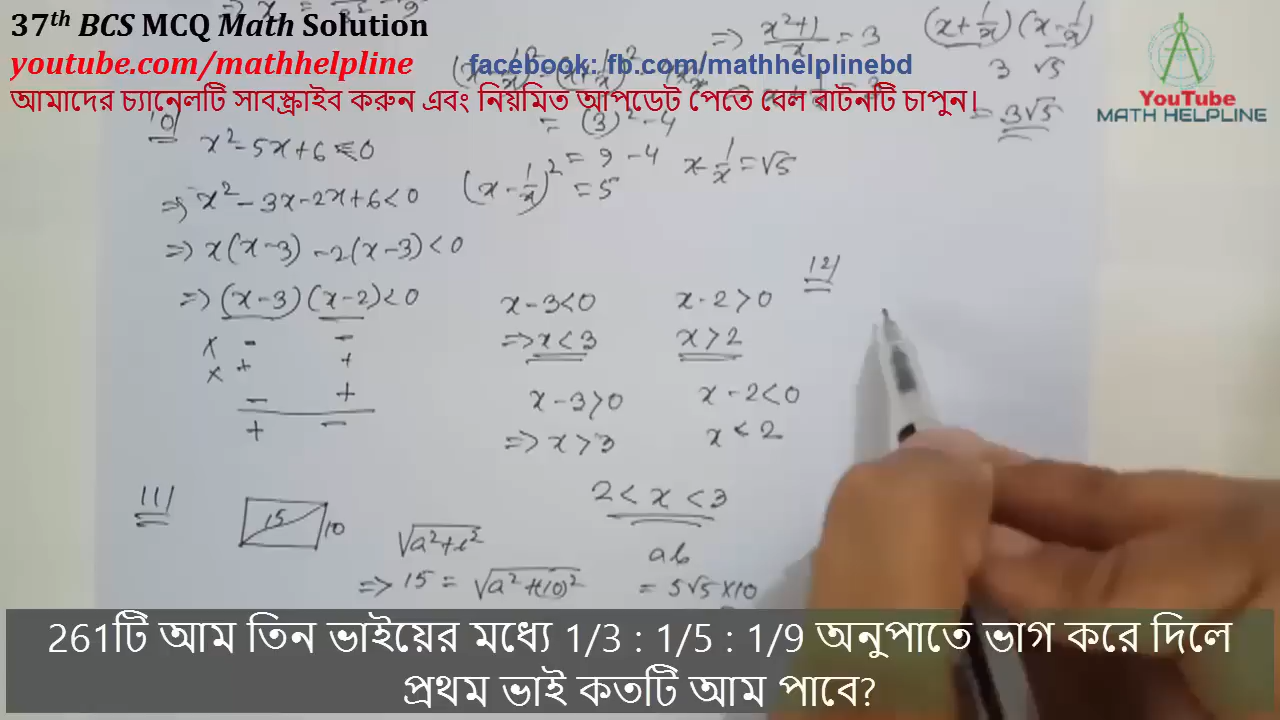 37th BCS MCQ Math Solution
youtube.com/mathhelpline
facebook: fb.com/mathhelplinebd
আমাদের চ্যানেলটি সাবস্ক্রাইব করুন এবং নিয়মিত আপডেট পেতে বেল বাটনটি চাপুন।
YouTube
MATH HELPLINE
=> x²+1/x = 3
(x+1/x)(x-1/x)
3 √5
= 3√5
= (3)² - 4
= 9 - 4
(x - 1/x)² = 5
x - 1/x = √5
10/
x² - 5x + 6 < 0
=> x² - 3x - 2x + 6 < 0
=> x(x-3) - 2(x-3) < 0
=> (x-3)(x-2) < 0
x - -
x + +
- +
+ -
x - 3 < 0
x - 2 > 0
=> x < 3
x > 2
x - 3 > 0
x - 2 < 0
=> x > 3
x < 2
2 < x < 3
11/
15
10
=> 15 = √a² + (10)²
ab
= 5√5 × 10
12/
261টি আম তিন ভাইয়ের মধ্যে 1/3 : 1/5 : 1/9 অনুপাতে ভাগ করে দিলে
প্রথম ভাই কতটি আম পাবে?